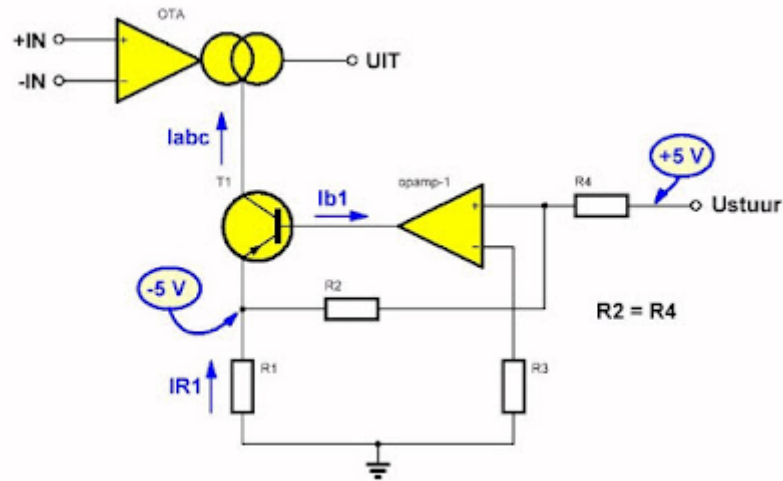 OTA
+IN
+
-IN
−
UIT
Iabc
T1
Ib1
opamp-1
+
−
R4
+5 V
Ustuur
-5 V
R2
R2 = R4
IR1
R1
R3